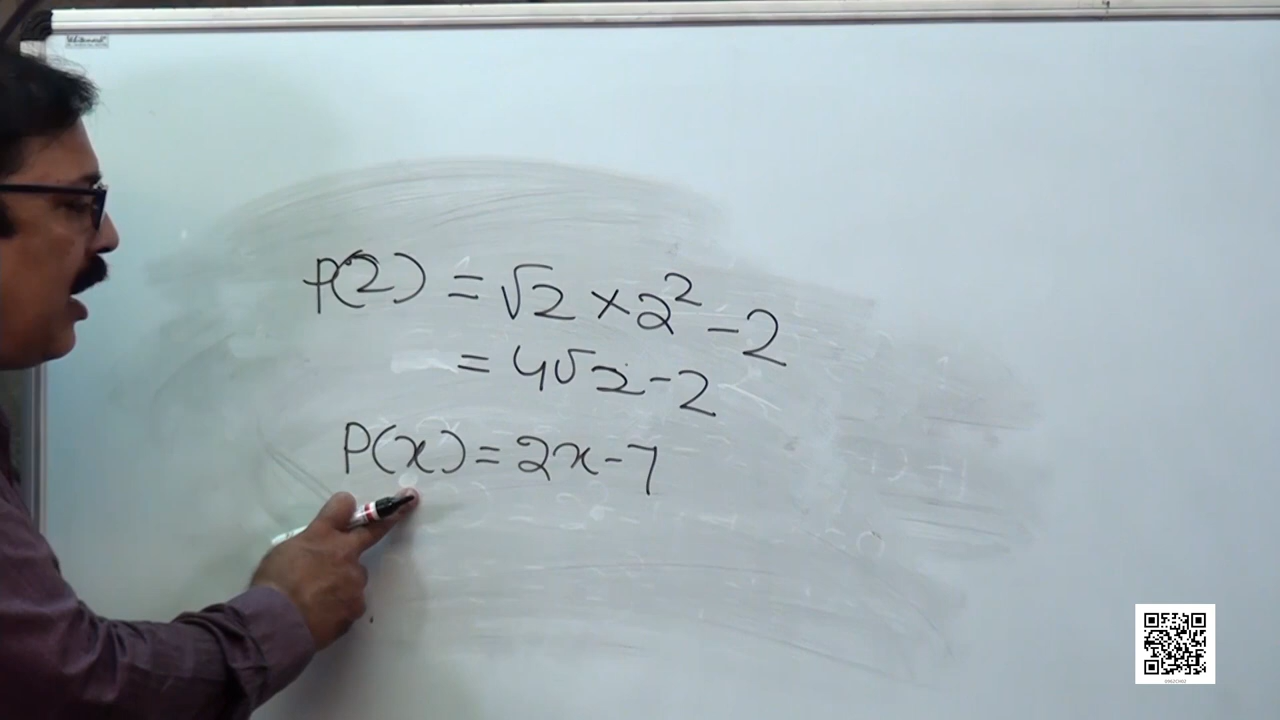 P(2) = √2 × 2² - 2
= 4√2 - 2
P(x) = 2x - 7